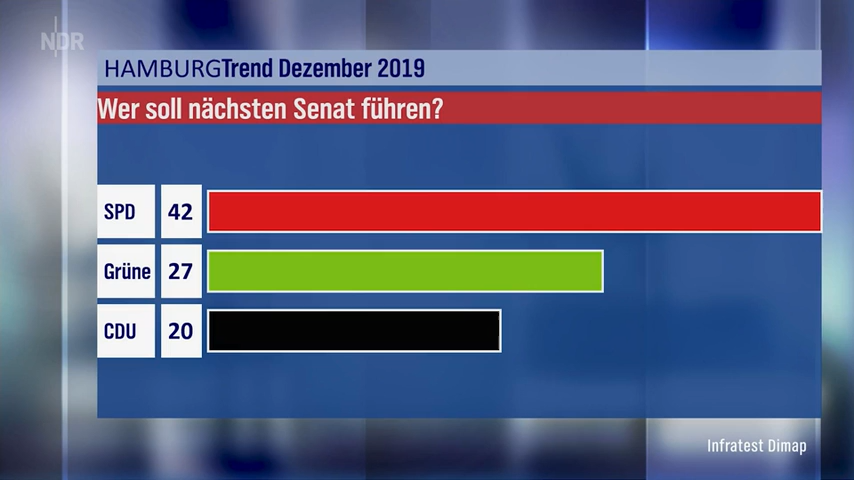 NDR
HAMBURGTrend Dezember 2019
Wer soll nächsten Senat führen?
SPD 42
Grüne 27
CDU 20
Infratest Dimap